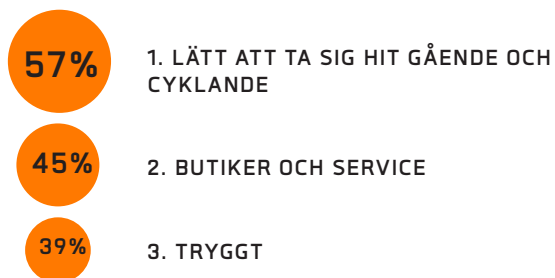 57%
1. LÄTT ATT TA SIG HIT GÅENDE OCH
CYKLANDE
45%
2. BUTIKER OCH SERVICE
39%
3. TRYGGT